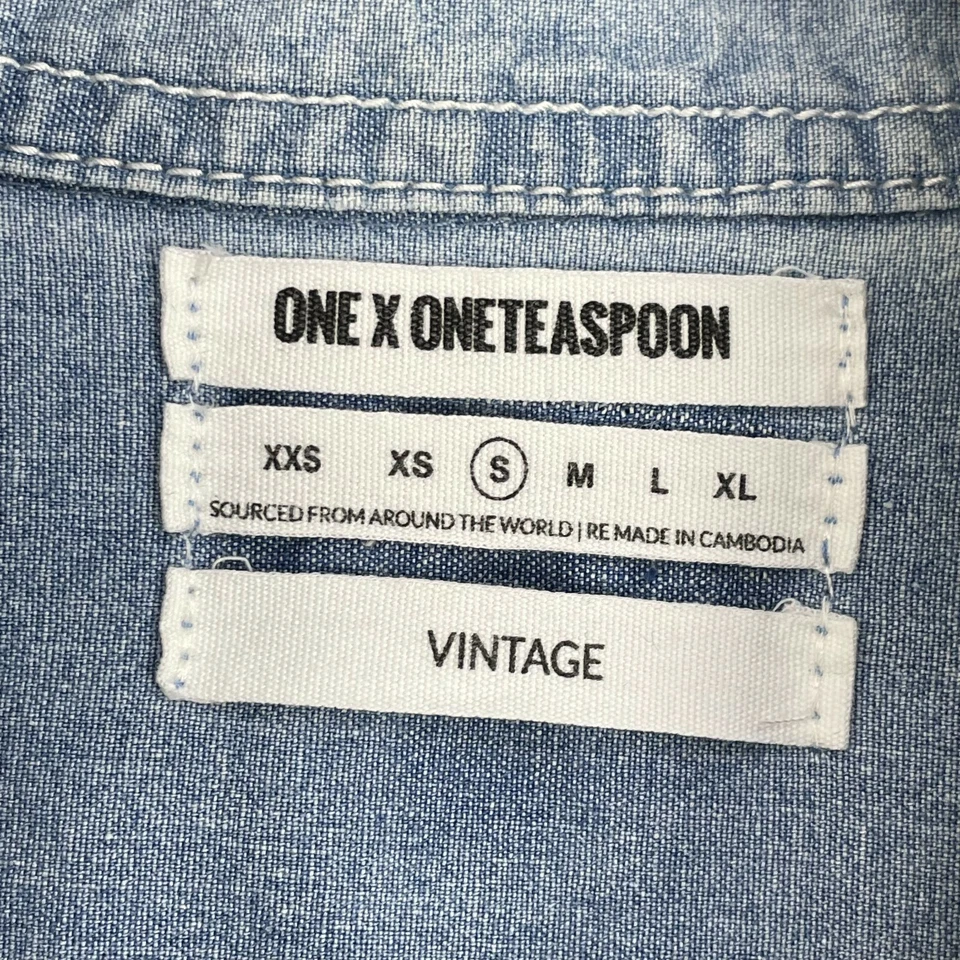 ONE X ONETEASPOON
XXS XS S M L XL
SOURCED FROM AROUND THE WORLD | RE MADE IN CAMBODIA
VINTAGE